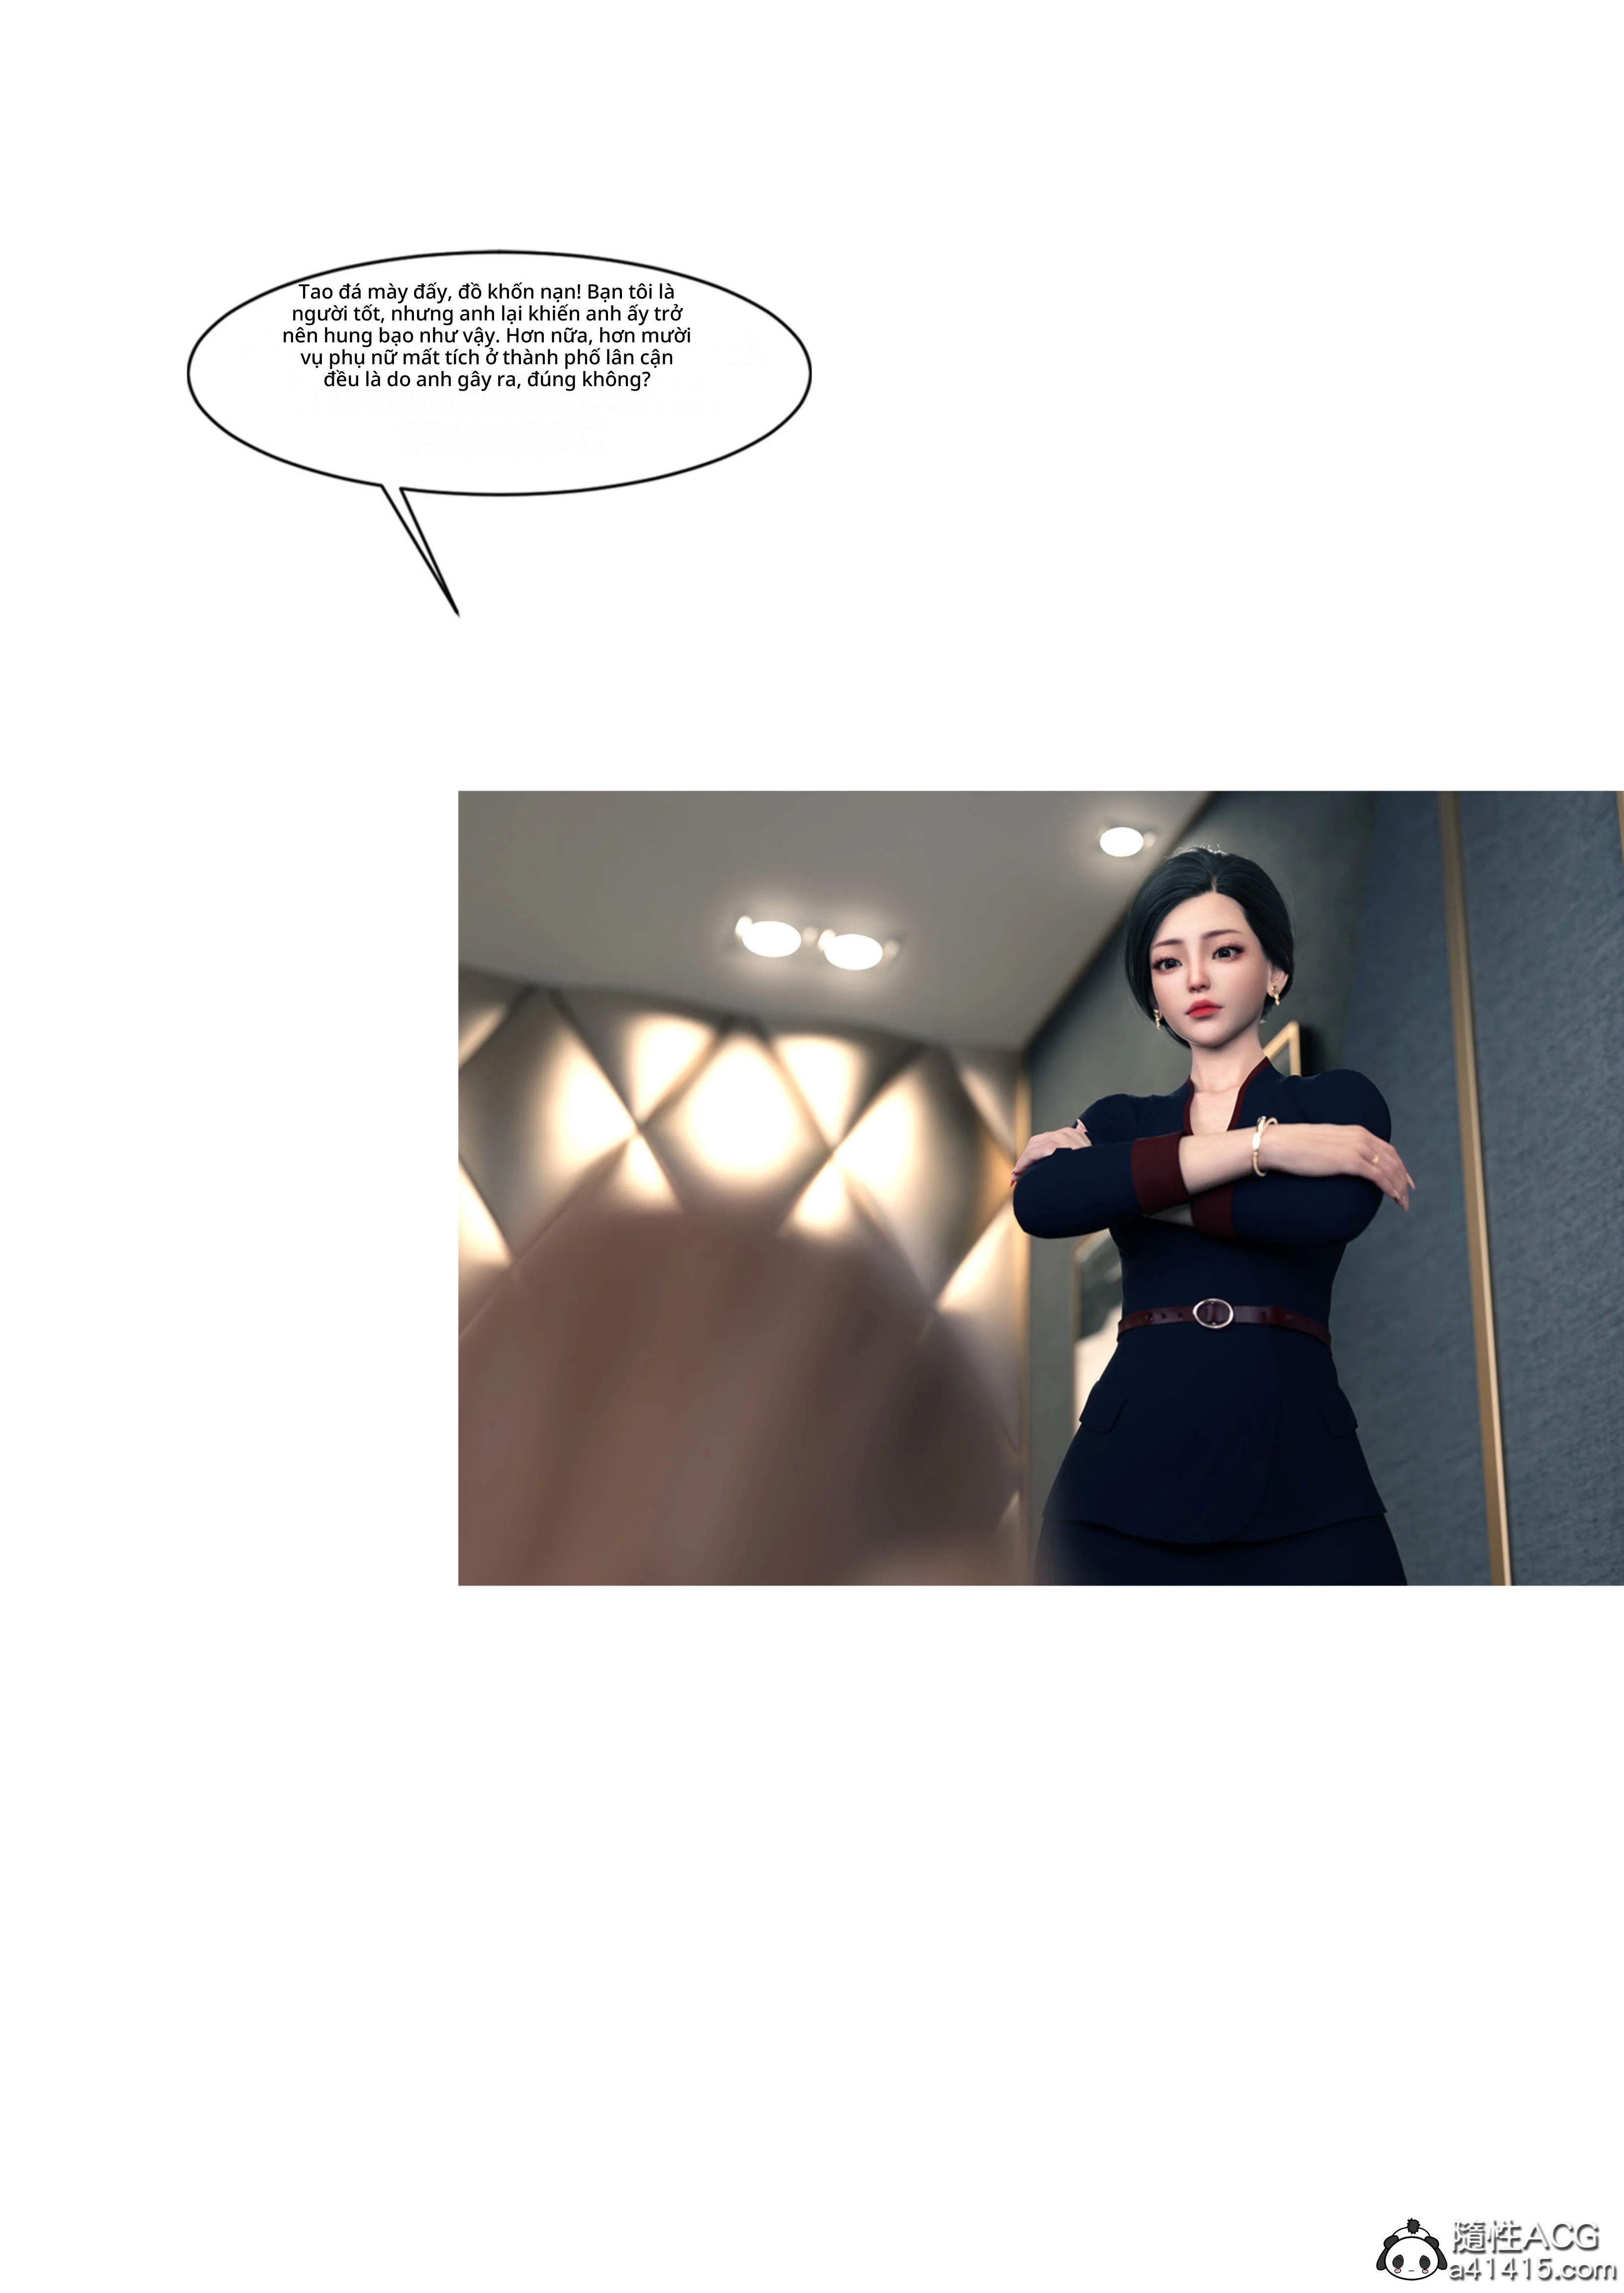 Tao đá mày đấy, đồ khốn nạn! Bạn tôi là
người tốt, nhưng anh lại khiến anh ấy trở
nên hung bạo như vậy. Hơn nữa, hơn mười
vụ phụ nữ mất tích ở thành phố lân cận
đều là do anh gây ra, đúng không?
隨性ACG
a41415.com